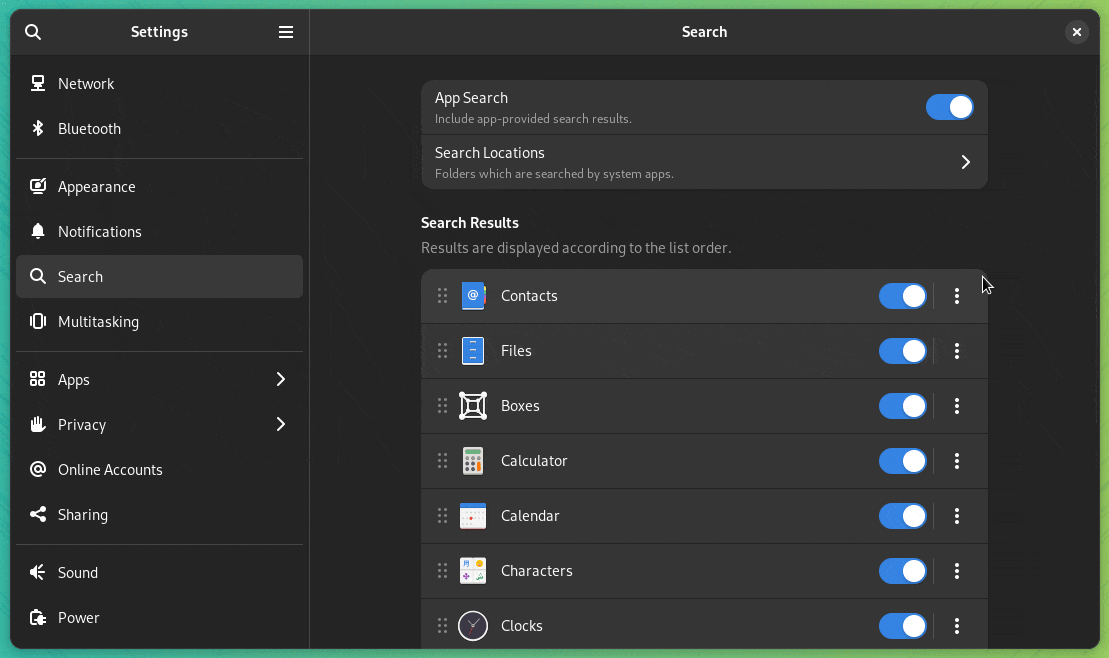 Settings
Search
Network
Bluetooth
Appearance
Notifications
Search
Multitasking
Apps
Privacy
Online Accounts
Sharing
Sound
Power
App Search
Include app-provided search results.
Search Locations
Folders which are searched by system apps.
Search Results
Results are displayed according to the list order.
Contacts
Files
Boxes
Calculator
Calendar
Characters
Clocks